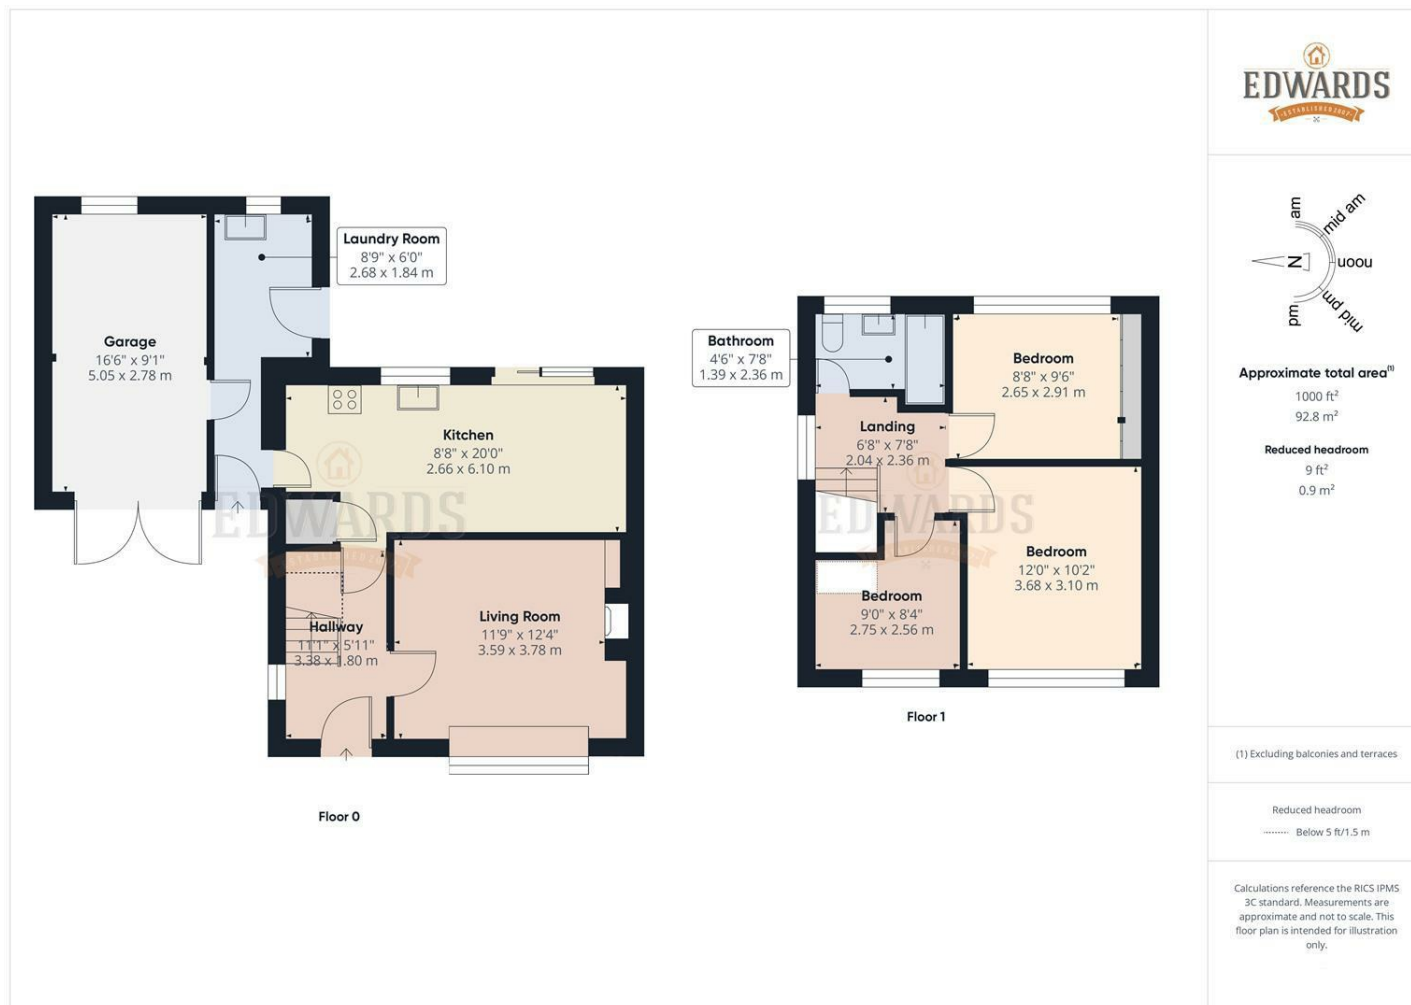 EDWARDS
ESTABLISHED 2007
am
mid am
noon
mid pm
pm
N
Approximate total area(1)
1000 ft²
92.8 m²
Reduced headroom
9 ft²
0.9 m²
(1) Excluding balconies and terraces
Reduced headroom
Below 5 ft/1.5 m
Calculations reference the RICS IPMS
3C standard. Measurements are
approximate and not to scale. This
floor plan is intended for illustration
only.
Laundry Room
8'9" x 6'0"
2.68 x 1.84 m
Garage
16'6" x 9'1"
5.05 x 2.78 m
Kitchen
8'8" x 20'0"
2.66 x 6.10 m
EDWARDS
Living Room
11'9" x 12'4"
3.59 x 3.78 m
Hallway
11'1" x 5'11"
3.38 x 1.80 m
Floor 0
Bathroom
4'6" x 7'8"
1.39 x 2.36 m
Bedroom
8'8" x 9'6"
2.65 x 2.91 m
Landing
6'8" x 7'8"
2.04 x 2.36 m
EDWARDS
Bedroom
12'0" x 10'2"
3.68 x 3.10 m
Bedroom
9'0" x 8'4"
2.75 x 2.56 m
Floor 1